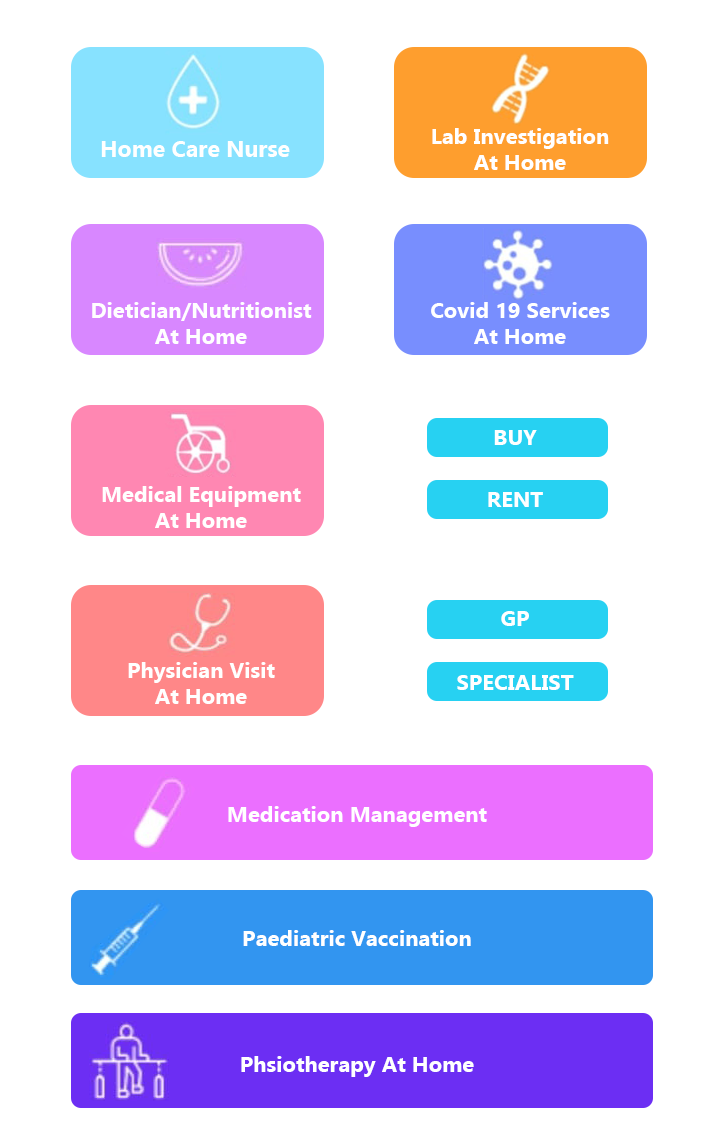 Home Care Nurse
Lab Investigation
At Home
Dietician/Nutritionist
At Home
Covid 19 Services
At Home
Medical Equipment
At Home
BUY
RENT
Physician Visit
At Home
GP
SPECIALIST
Medication Management
Paediatric Vaccination
Phsiotherapy At Home